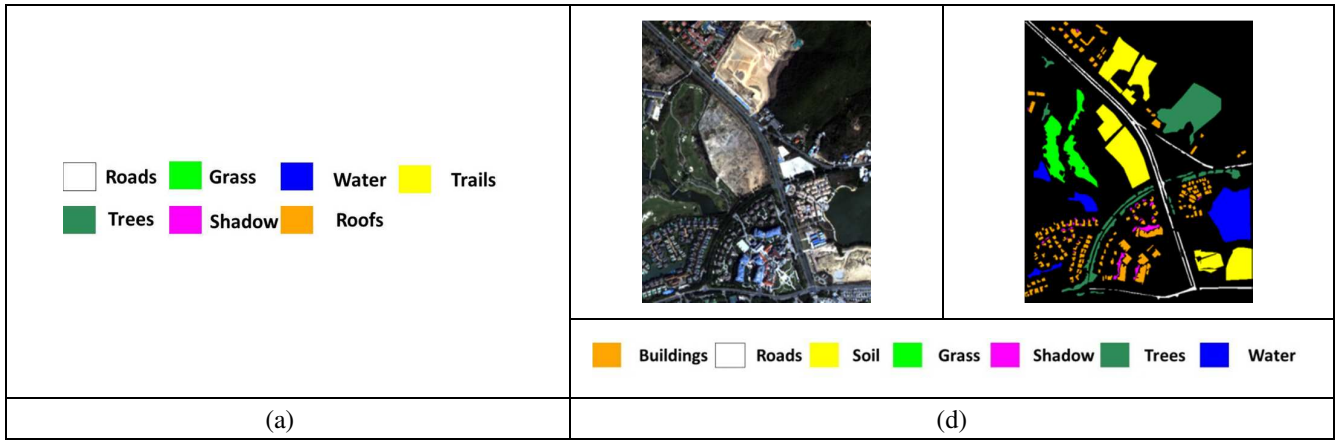 Roads Grass Water Trails
Trees Shadow Roofs
Buildings Roads Soil Grass Shadow Trees Water
(a) (d)